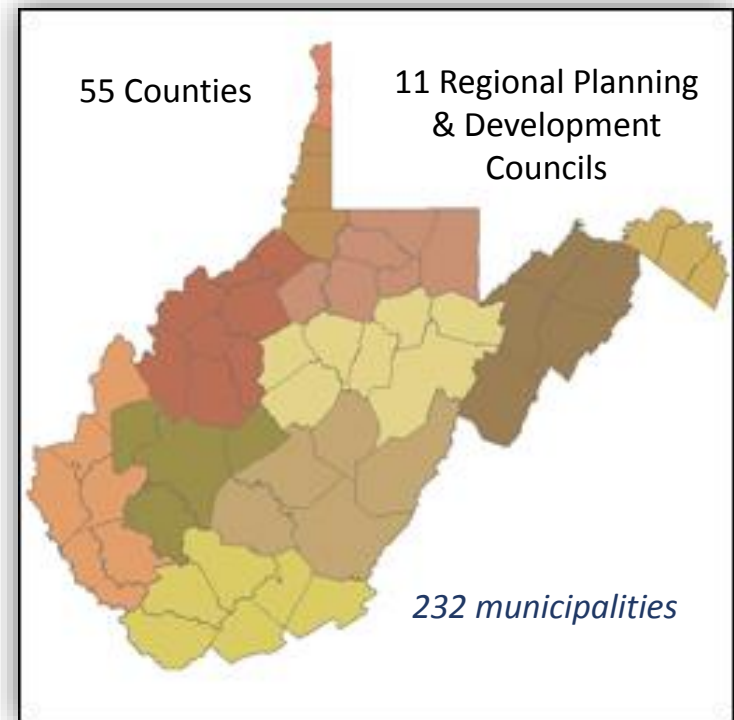 55 Counties
11 Regional Planning
& Development
Councils
232 municipalities